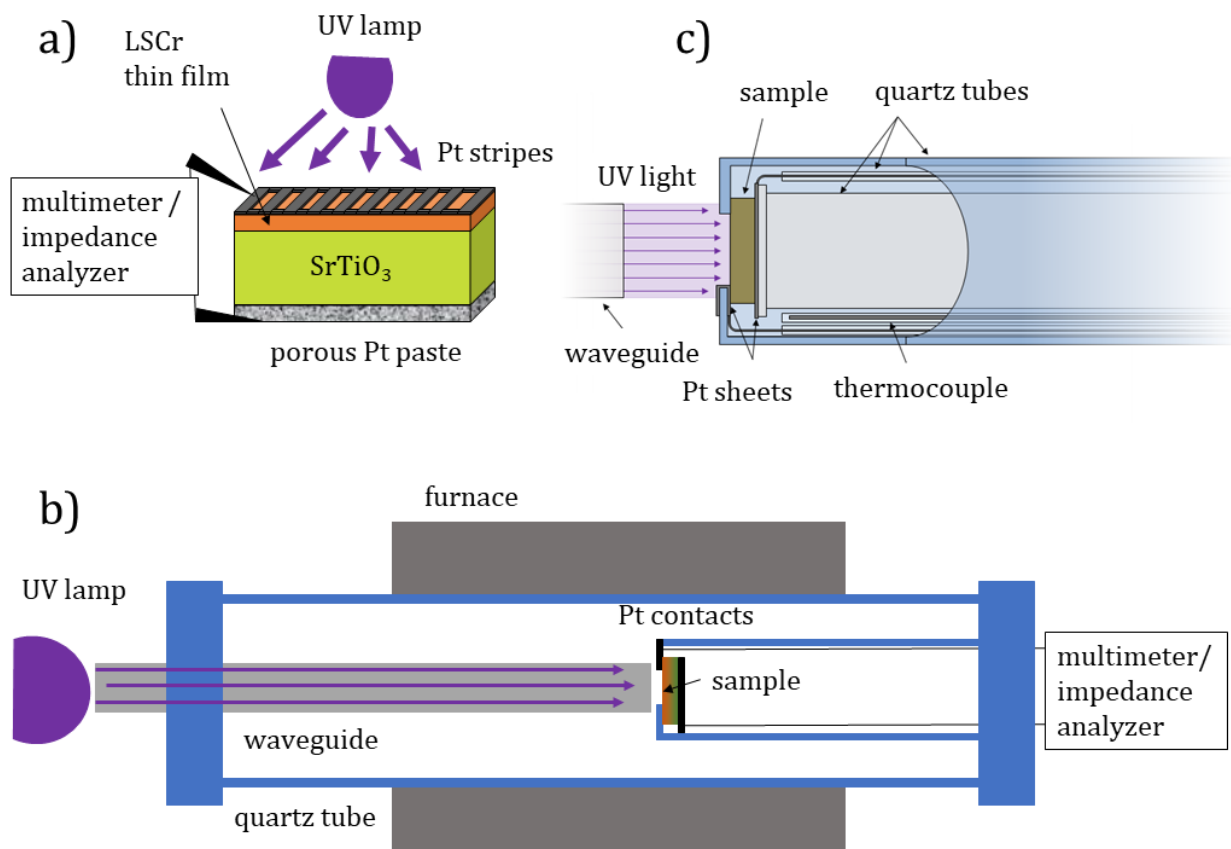 a)
UV lamp
LSCr
thin film
Pt stripes
multimeter /
impedance
analyzer
SrTiO₃
porous Pt paste
c)
sample
quartz tubes
UV light
waveguide
Pt sheets
thermocouple
b)
furnace
UV lamp
Pt contacts
sample
waveguide
quartz tube
multimeter/
impedance
analyzer